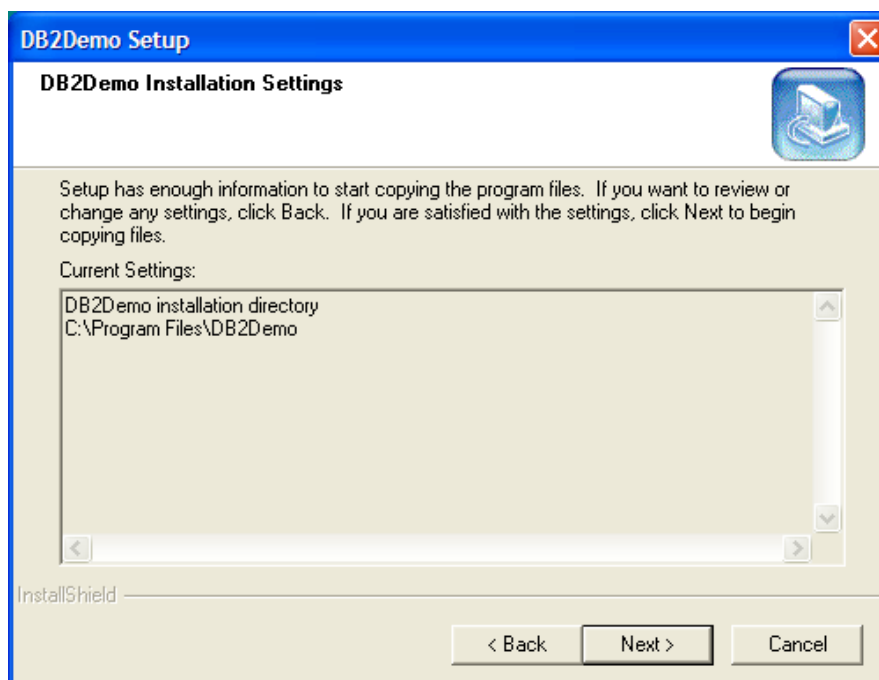 DB2Demo Setup
DB2Demo Installation Settings
Setup has enough information to start copying the program files.  If you want to review or
change any settings, click Back.  If you are satisfied with the settings, click Next to begin
copying files.
Current Settings:
DB2Demo installation directory
C:\Program Files\DB2Demo
InstallShield
< Back
Next >
Cancel